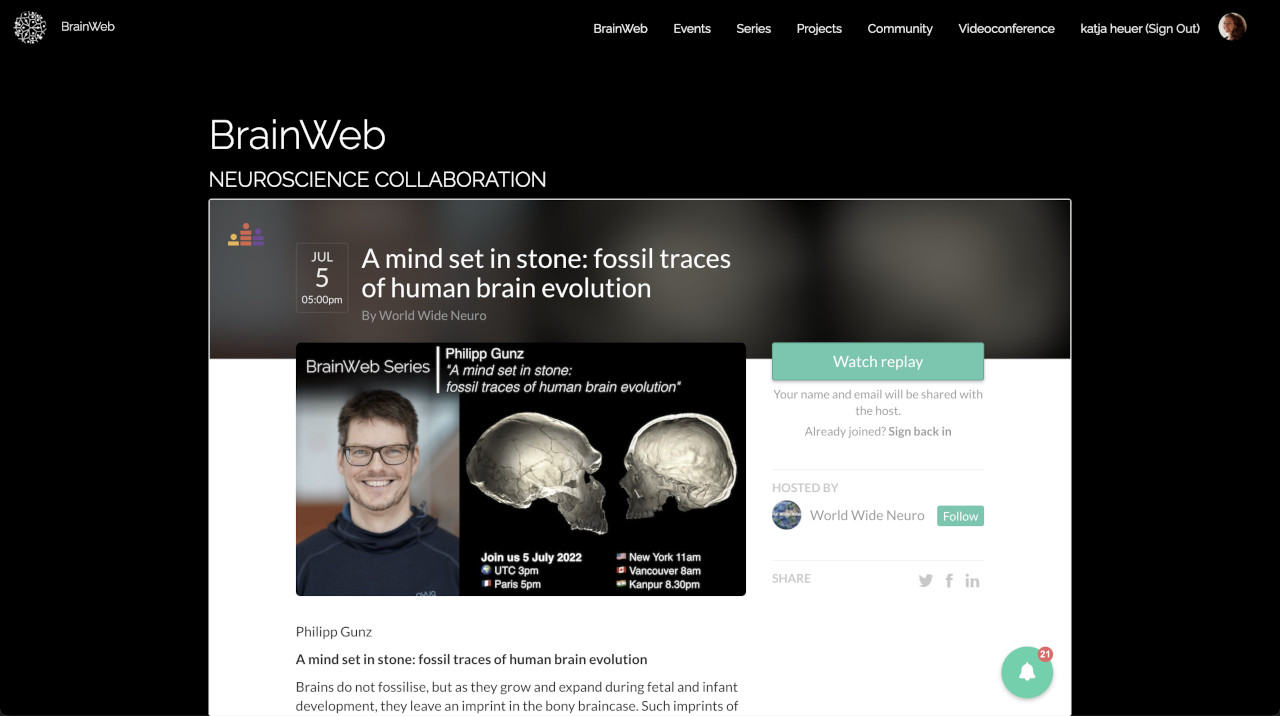 BrainWeb
BrainWeb Events Series Projects Community Videoconference katja heuer (Sign Out)
BrainWeb
NEUROSCIENCE COLLABORATION
JUL
5
05:00pm
A mind set in stone: fossil traces
of human brain evolution
By World Wide Neuro
BrainWeb Series
Philipp Gunz
"A mind set in stone:
fossil traces of human brain evolution"
Join us 5 July 2022
UTC 3pm
Paris 5pm
New York 11am
Vancouver 8am
Kanpur 8.30pm
Watch replay
Your name and email will be shared with
the host.
Already joined? Sign back in
HOSTED BY
World Wide Neuro
Follow
SHARE
Philipp Gunz
A mind set in stone: fossil traces of human brain evolution
Brains do not fossilise, but as they grow and expand during fetal and infant
development, they leave an imprint in the bony braincase. Such imprints of
21